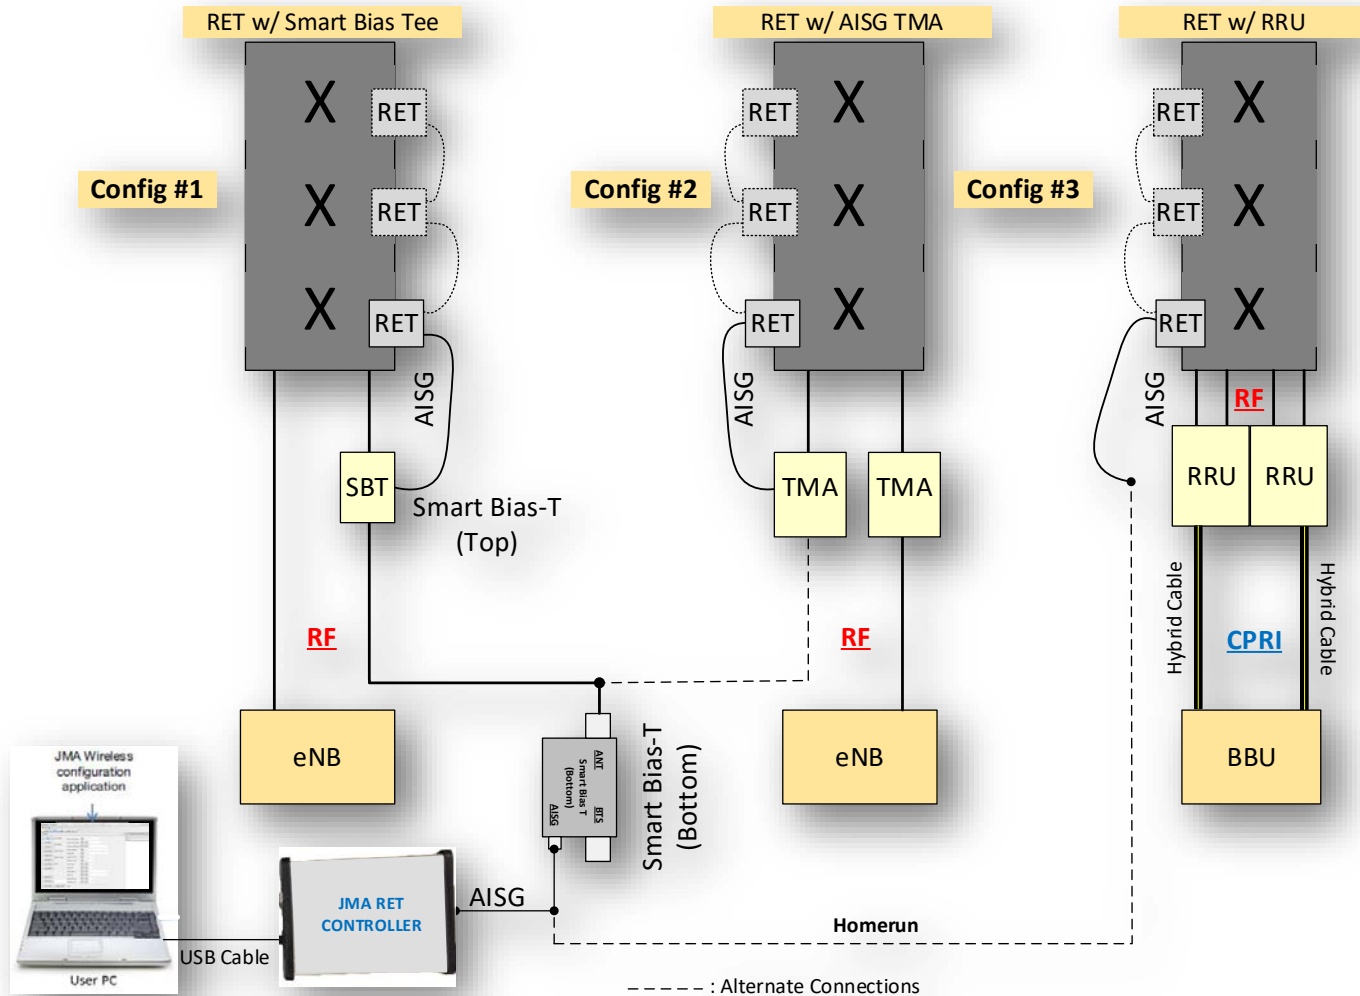 RET w/ Smart Bias Tee
RET w/ AISG TMA
RET w/ RRU
X
RET
RET
X
RET
X
Config #1
X
RET
Config #2
RET
X
Config #3
RET
X
X
RET
RET
X
RET
X
AISG
AISG
AISG
RF
SBT
Smart Bias-T
(Top)
TMA
TMA
RRU
RRU
Hybrid Cable
Hybrid Cable
RF
RF
CPRI
eNB
eNB
BBU
ANT
Smart Bias T
(Bottom)
BTS
AISG
Smart Bias-T
(Bottom)
JMA Wireless
configuration
application
JMA RET
CONTROLLER
AISG
Homerun
USB Cable
User PC
------ : Alternate Connections